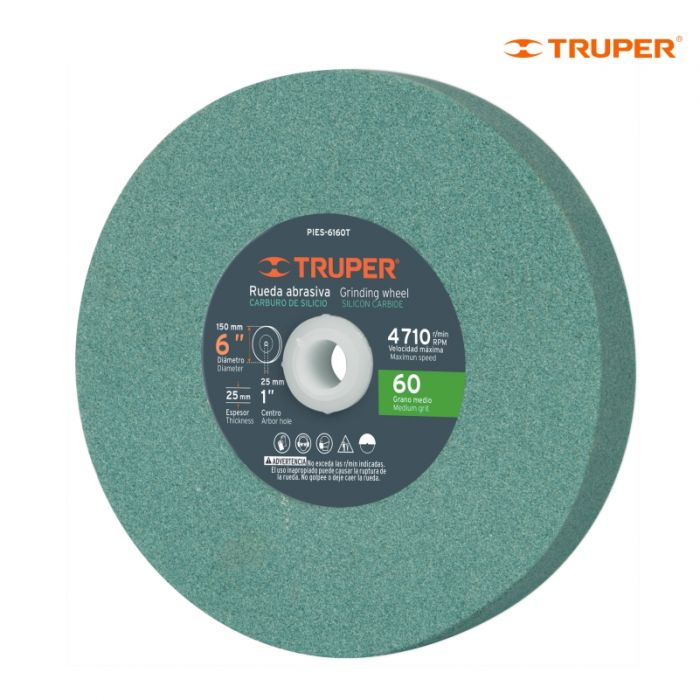 TRUPER®
PIES-6160T
TRUPER®
Rueda abrasiva Grinding wheel
CARBURO DE SILICIO SILICON CARBIDE
150 mm
6"
Diámetro
Diameter
25 mm
Espesor
Thickness
25 mm
1"
Centro
Arbor hole
4 710 r/min
RPM
Velocidad máxima
Maximun speed
60
Grano medio
Medium grit
ADVERTENCIA No exceda las r/min indicadas.
El uso inapropiado puede causar la ruptura de
la rueda. No golpee o deje caer la rueda.